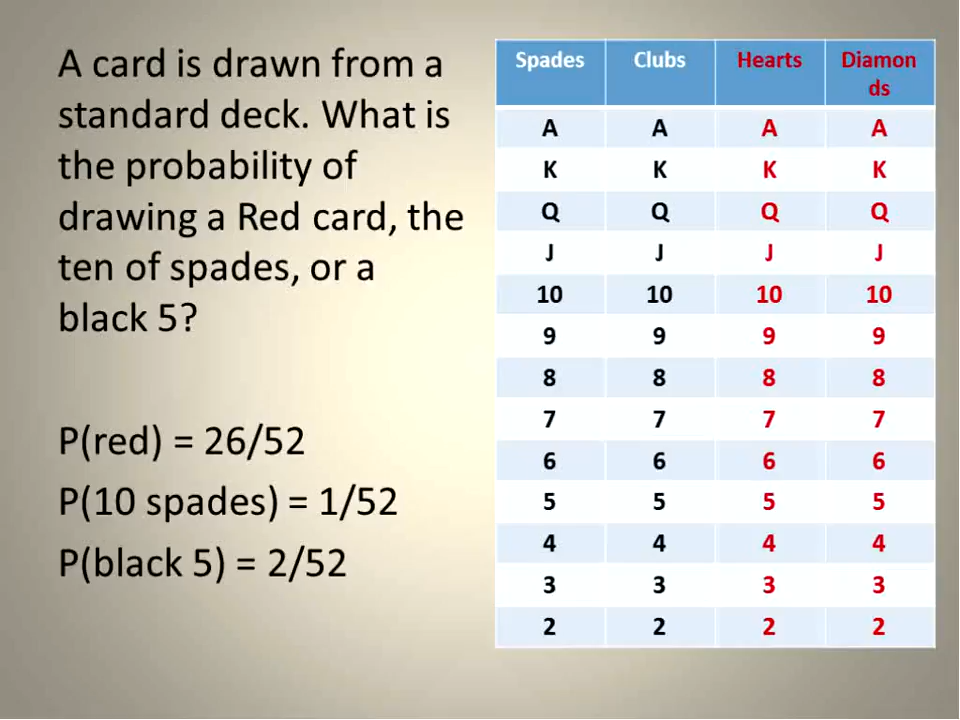 A card is drawn from a
standard deck. What is
the probability of
drawing a Red card, the
ten of spades, or a
black 5?
P(red) = 26/52
P(10 spades) = 1/52
P(black 5) = 2/52
Spades Clubs Hearts Diamon
ds
A A A A
K K K K
Q Q Q Q
J J J J
10 10 10 10
9 9 9 9
8 8 8 8
7 7 7 7
6 6 6 6
5 5 5 5
4 4 4 4
3 3 3 3
2 2 2 2